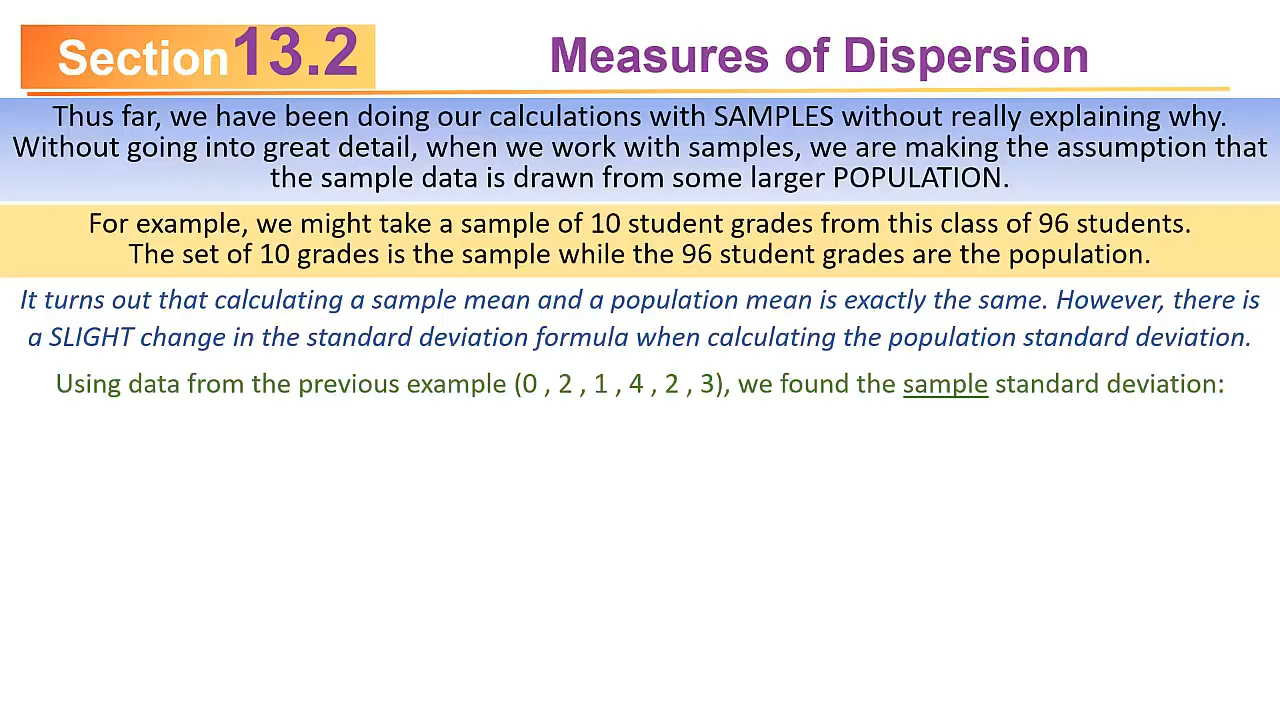 Section 13.2
Measures of Dispersion
Thus far, we have been doing our calculations with SAMPLES without really explaining why.
Without going into great detail, when we work with samples, we are making the assumption that
the sample data is drawn from some larger POPULATION.
For example, we might take a sample of 10 student grades from this class of 96 students.
The set of 10 grades is the sample while the 96 student grades are the population.
It turns out that calculating a sample mean and a population mean is exactly the same. However, there is
a SLIGHT change in the standard deviation formula when calculating the population standard deviation.
Using data from the previous example (0 , 2 , 1 , 4 , 2 , 3), we found the sample standard deviation: